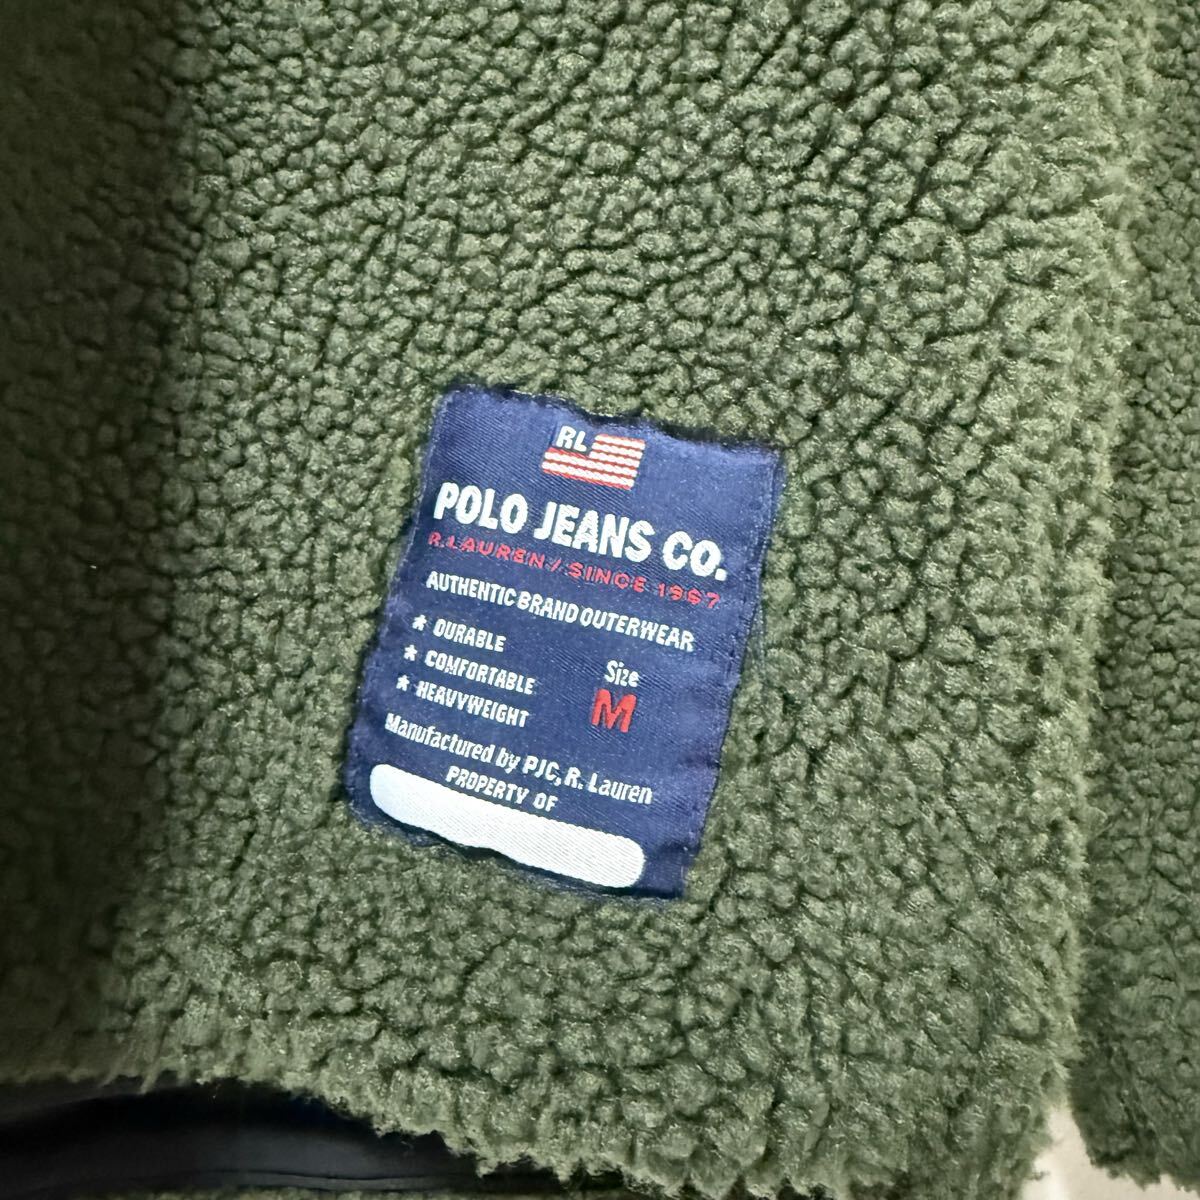 RL
POLO JEANS CO.
R.LAUREN/SINCE 1967
AUTHENTIC BRAND OUTERWEAR
★ DURABLE
★ COMFORTABLE
★ HEAVYWEIGHT
Size
M
Manufactured by PJC, R. Lauren
PROPERTY OF